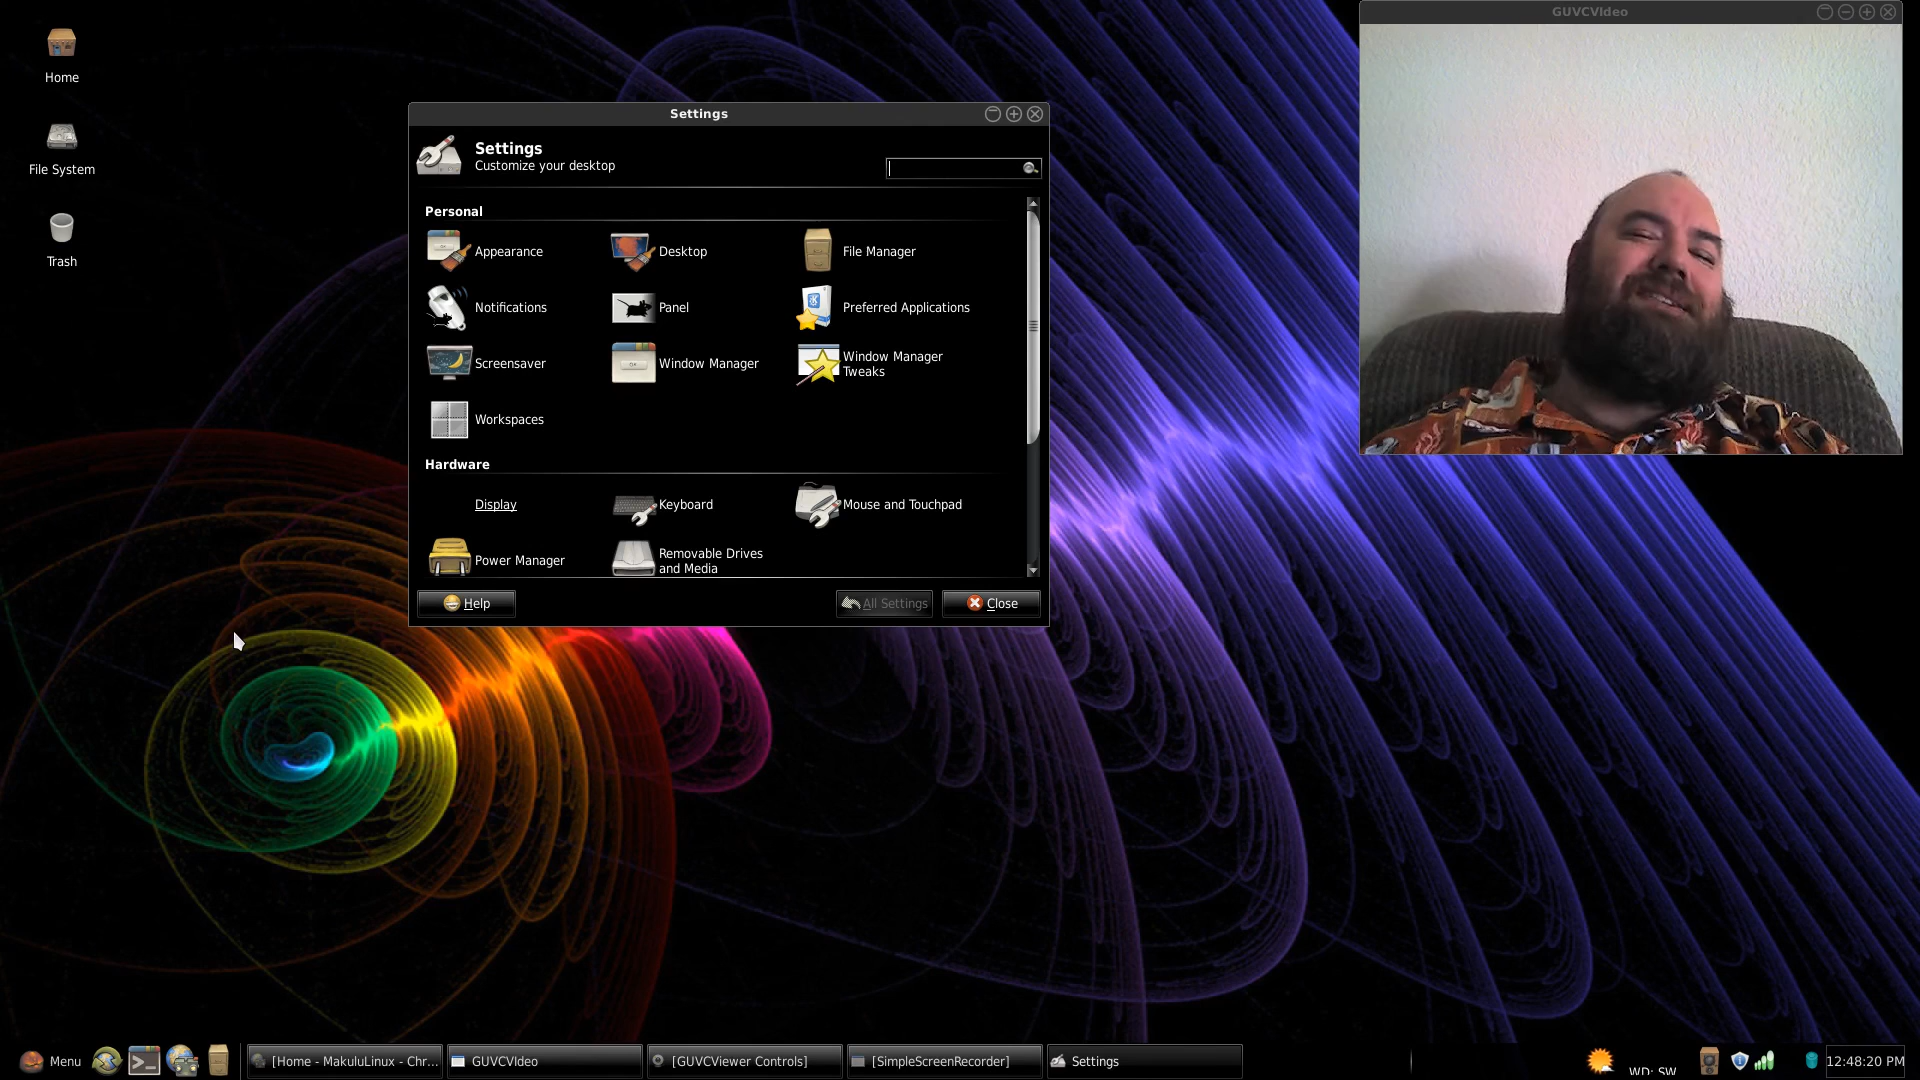 GUVCVIdeo
Home
File System
Trash
Settings
Settings
Customize your desktop
Personal
Appearance
Desktop
File Manager
Notifications
Panel
Preferred Applications
Screensaver
Window Manager
Window Manager
Tweaks
Workspaces
Hardware
Display
Keyboard
Mouse and Touchpad
Power Manager
Removable Drives
and Media
Help
All Settings
Close
Menu
[Home - MakuluLinux - Chr...
GUVCVIdeo
[GUVCViewer Controls]
[SimpleScreenRecorder]
Settings
WD: SW
12:48:20 PM